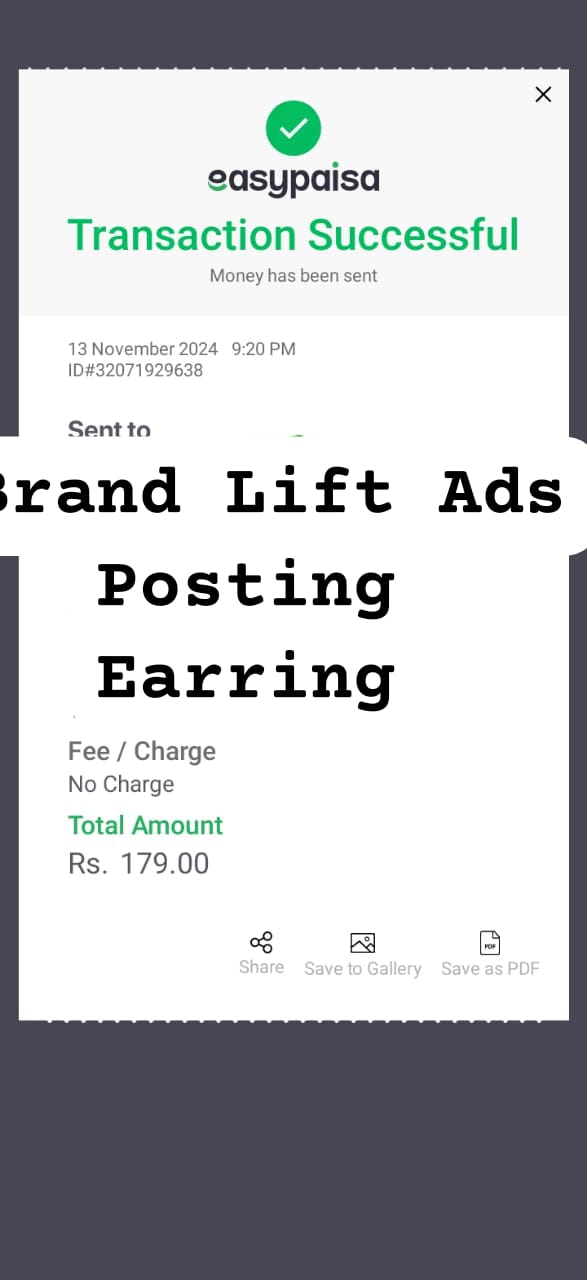 easypaisa
Transaction Successful
Money has been sent
13 November 2024 9:20 PM
ID#32071929638
Sent to
Brand Lift Ads
Posting
Earring
Fee / Charge
No Charge
Total Amount
Rs. 179.00
PDF
Share Save to Gallery Save as PDF